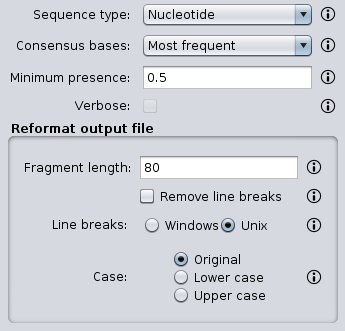 Sequence type: Nucleotide
Consensus bases: Most frequent
Minimum presence: 0.5
Verbose:
Reformat output file
Fragment length: 80
Remove line breaks
Line breaks: Windows Unix
Original
Case: Lower case
Upper case